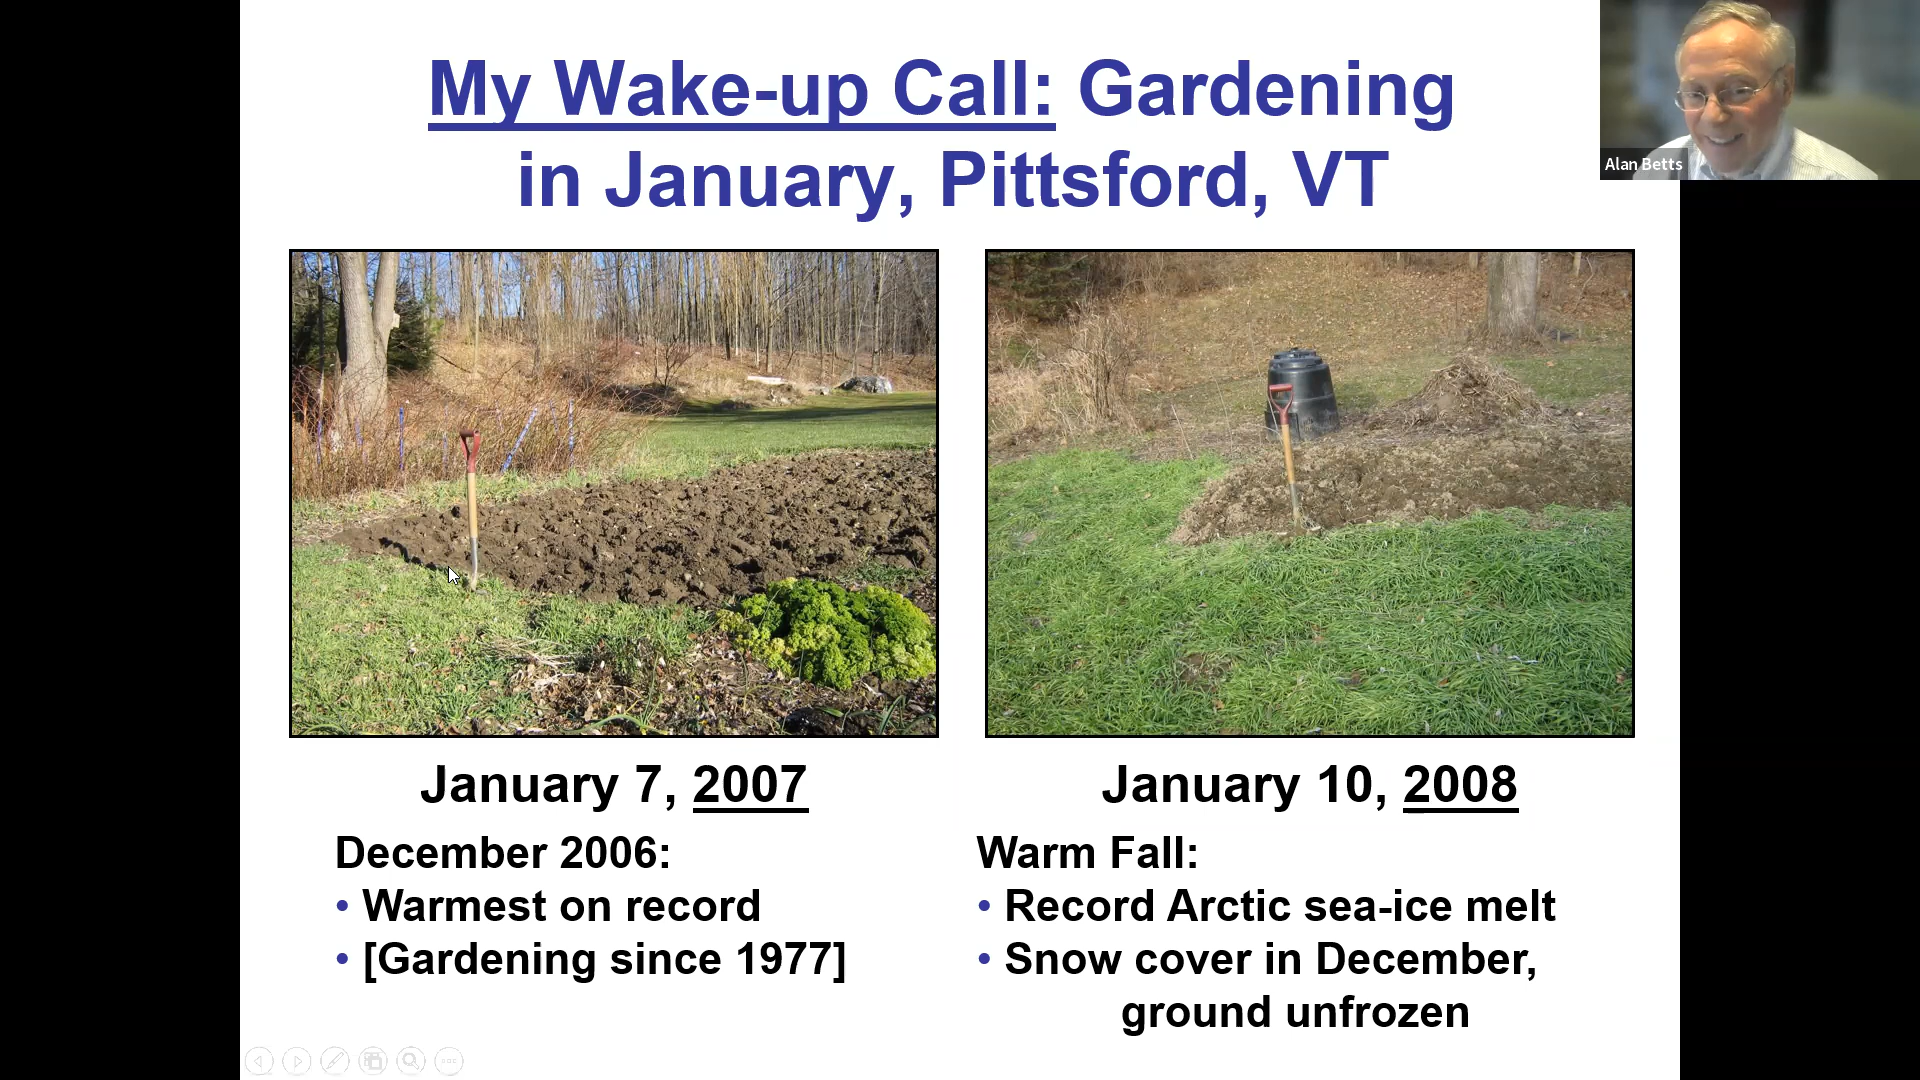 My Wake-up Call: Gardening
in January, Pittsford, VT
Alan Betts
January 7, 2007
December 2006:
• Warmest on record
• [Gardening since 1977]
January 10, 2008
Warm Fall:
• Record Arctic sea-ice melt
• Snow cover in December,
ground unfrozen